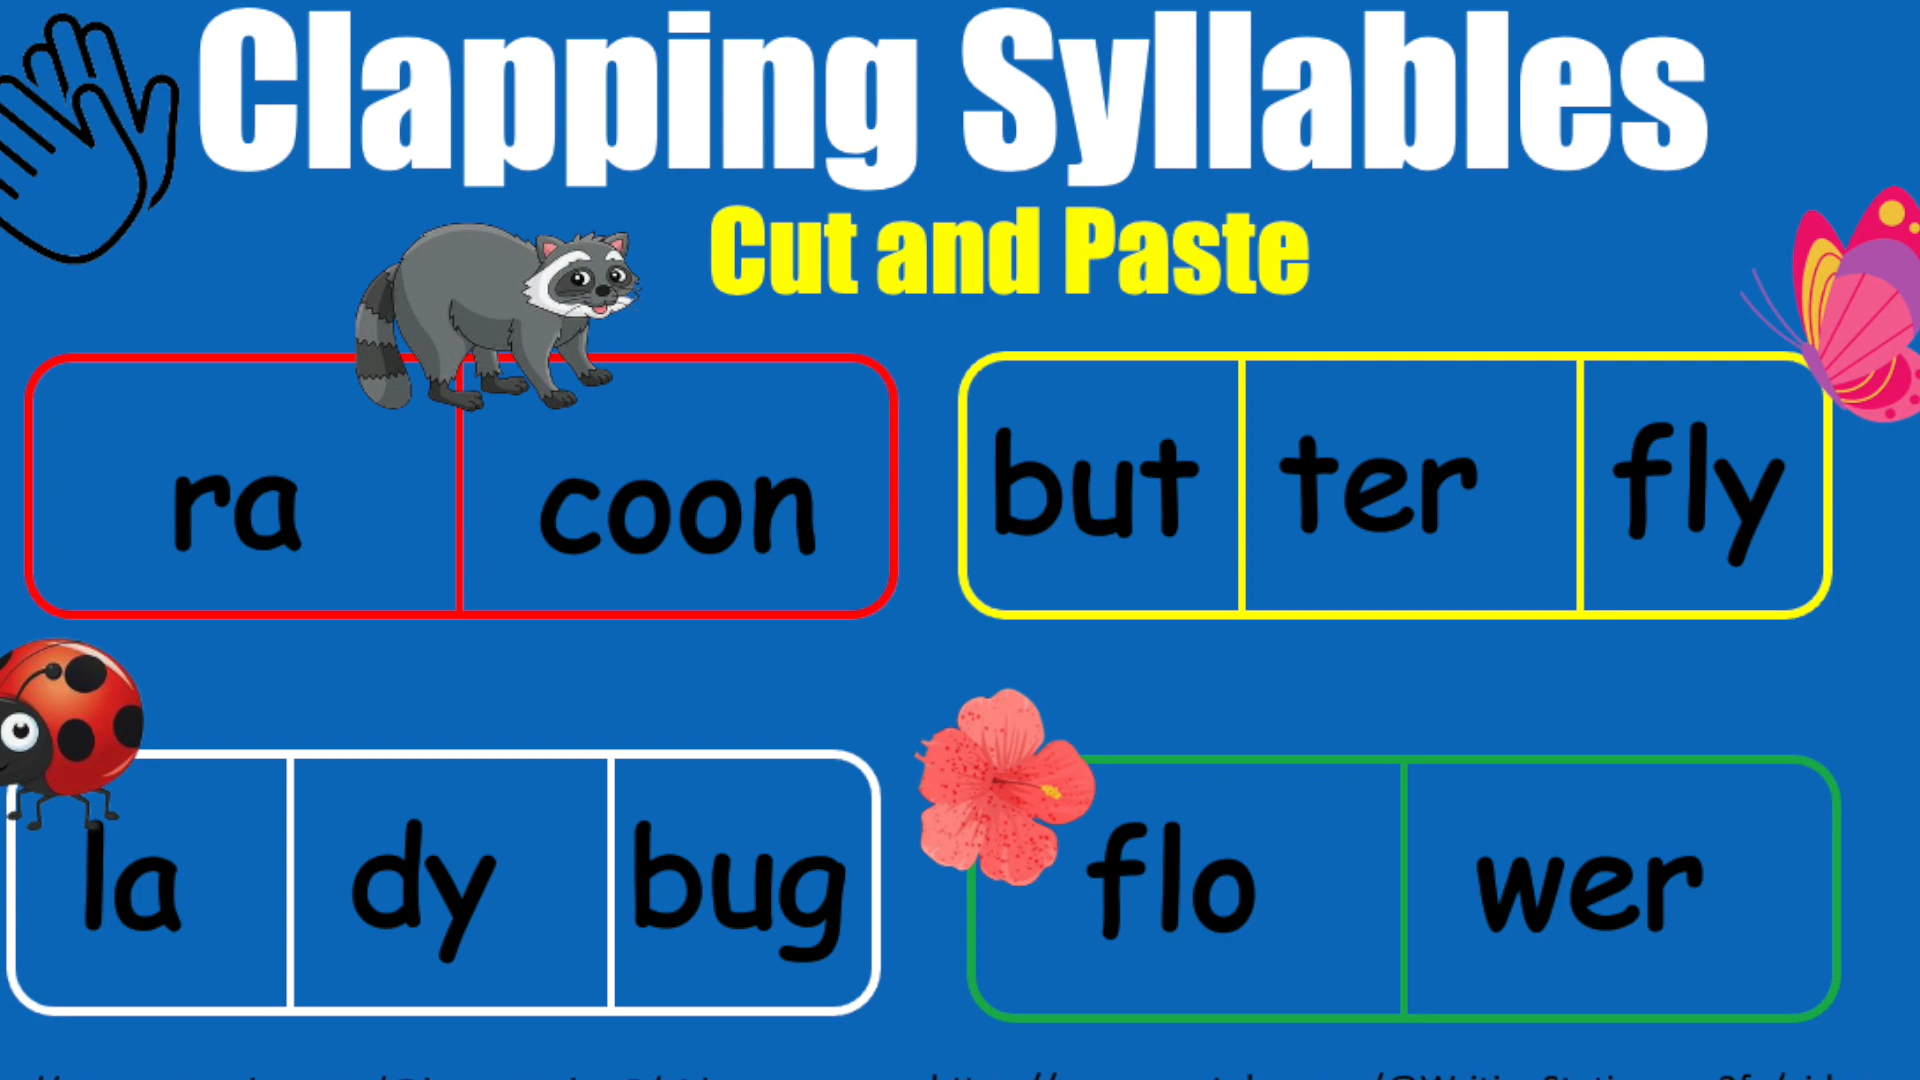 Clapping Syllables
Cut and Paste
ra coon
but ter fly
la dy bug
flo wer